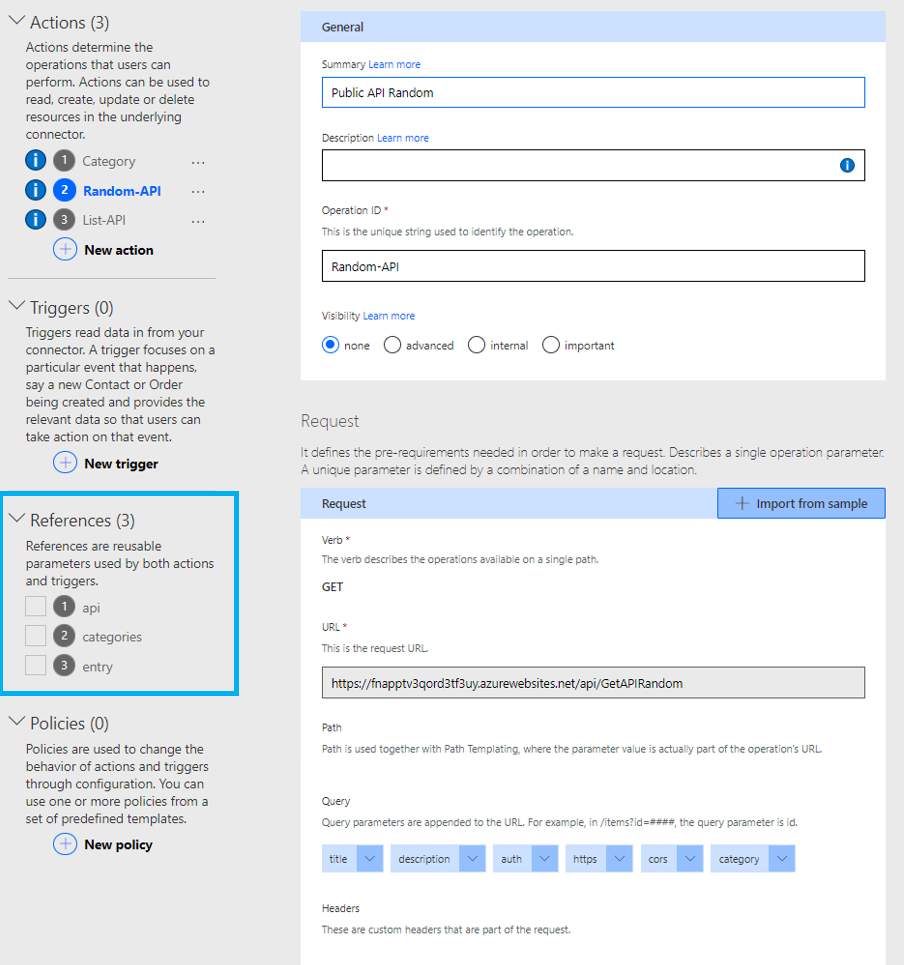 Actions (3)
Actions determine the
operations that users can
perform. Actions can be used to
read, create, update or delete
resources in the underlying
connector.
i 1 Category ...
i 2 Random-API ...
i 3 List-API ...
New action
Triggers (0)
Triggers read data in from your
connector. A trigger focuses on a
particular event that happens,
say a new Contact or Order
being created and provides the
relevant data so that users can
take action on that event.
New trigger
References (3)
References are reusable
parameters used by both actions
and triggers.
1 api
2 categories
3 entry
Policies (0)
Policies are used to change the
behavior of actions and triggers
through configuration. You can
use one or more policies from a
set of predefined templates.
New policy
General
Summary Learn more
Public API Random
Description Learn more
i
Operation ID *
This is the unique string used to identify the operation.
Random-API
Visibility Learn more
none advanced internal important
Request
It defines the pre-requirements needed in order to make a request. Describes a single operation parameter.
A unique parameter is defined by a combination of a name and location.
Request
Import from sample
Verb *
The verb describes the operations available on a single path.
GET
URL *
This is the request URL.
https://fnapptv3qord3tf3uy.azurewebsites.net/api/GetAPIRandom
Path
Path is used together with Path Templating, where the parameter value is actually part of the operation's URL.
Query
Query parameters are appended to the URL. For example, in /items?id=####, the query parameter is id.
title description auth https cors category
Headers
These are custom headers that are part of the request.